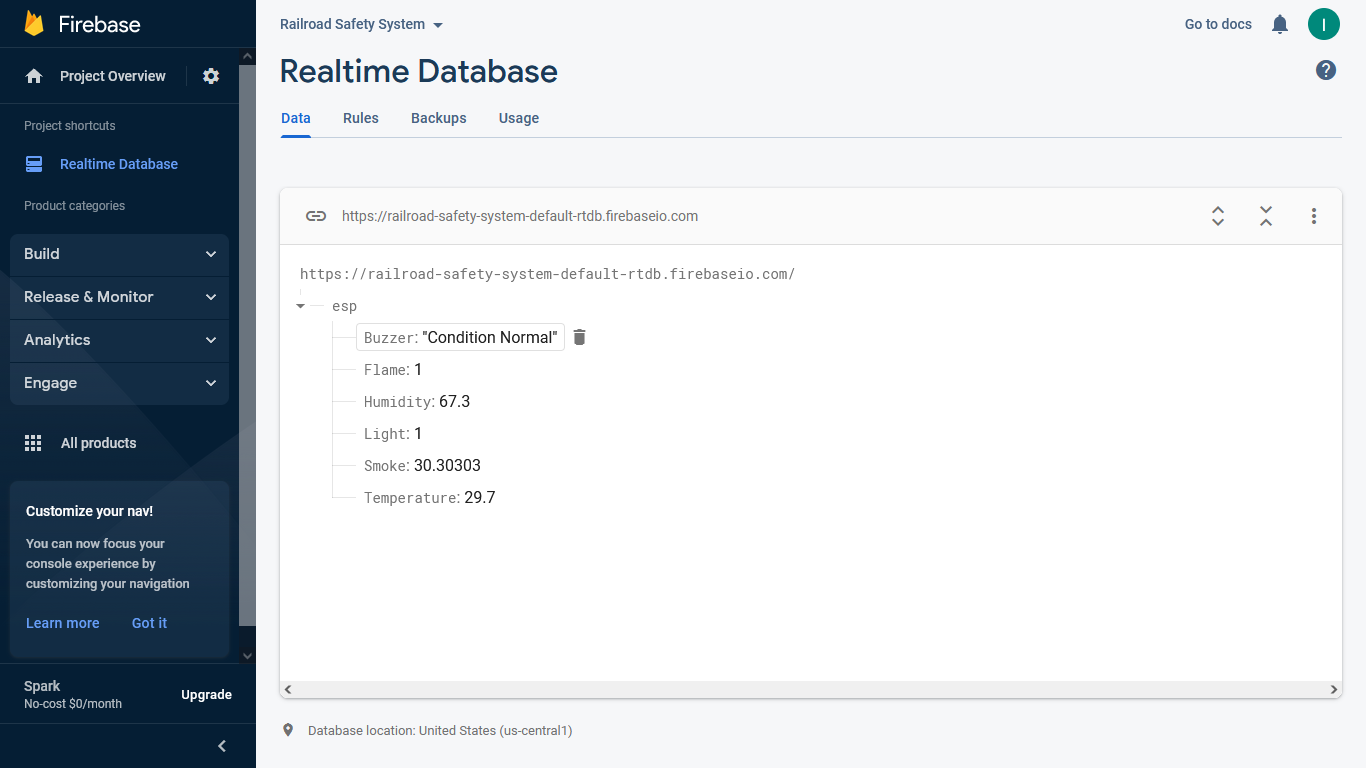 Firebase
Project Overview
Project shortcuts
Realtime Database
Product categories
Build
Release & Monitor
Analytics
Engage
All products
Customize your nav!
You can now focus your
console experience by
customizing your navigation
Learn more Got it
Spark
No-cost $0/month
Upgrade
Railroad Safety System
Go to docs
I
Realtime Database
?
Data Rules Backups Usage
https://railroad-safety-system-default-rtdb.firebaseio.com
https://railroad-safety-system-default-rtdb.firebaseio.com/
esp
Buzzer: "Condition Normal"
Flame: 1
Humidity: 67.3
Light: 1
Smoke: 30.30303
Temperature: 29.7
Database location: United States (us-central1)